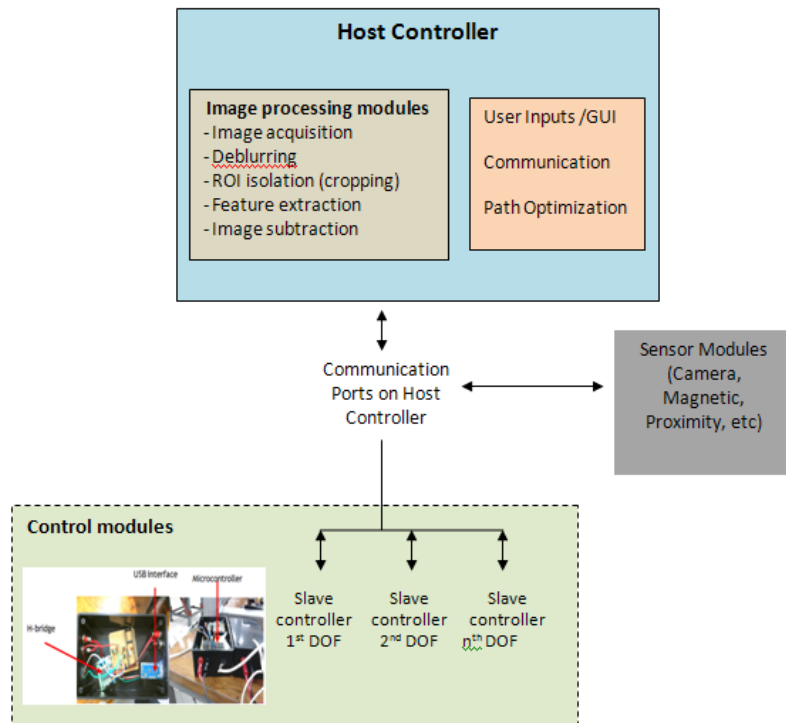 Host Controller
Image processing modules
- Image acquisition
- Deblurring
- ROI isolation (cropping)
- Feature extraction
- Image subtraction
User Inputs /GUI
Communication
Path Optimization
Communication
Ports on Host
Controller
Sensor Modules
(Camera,
Magnetic,
Proximity, etc)
Control modules
USB Interface
Microcontroller
H-bridge
Slave
controller
1st DOF
Slave
controller
2nd DOF
Slave
controller
nth DOF